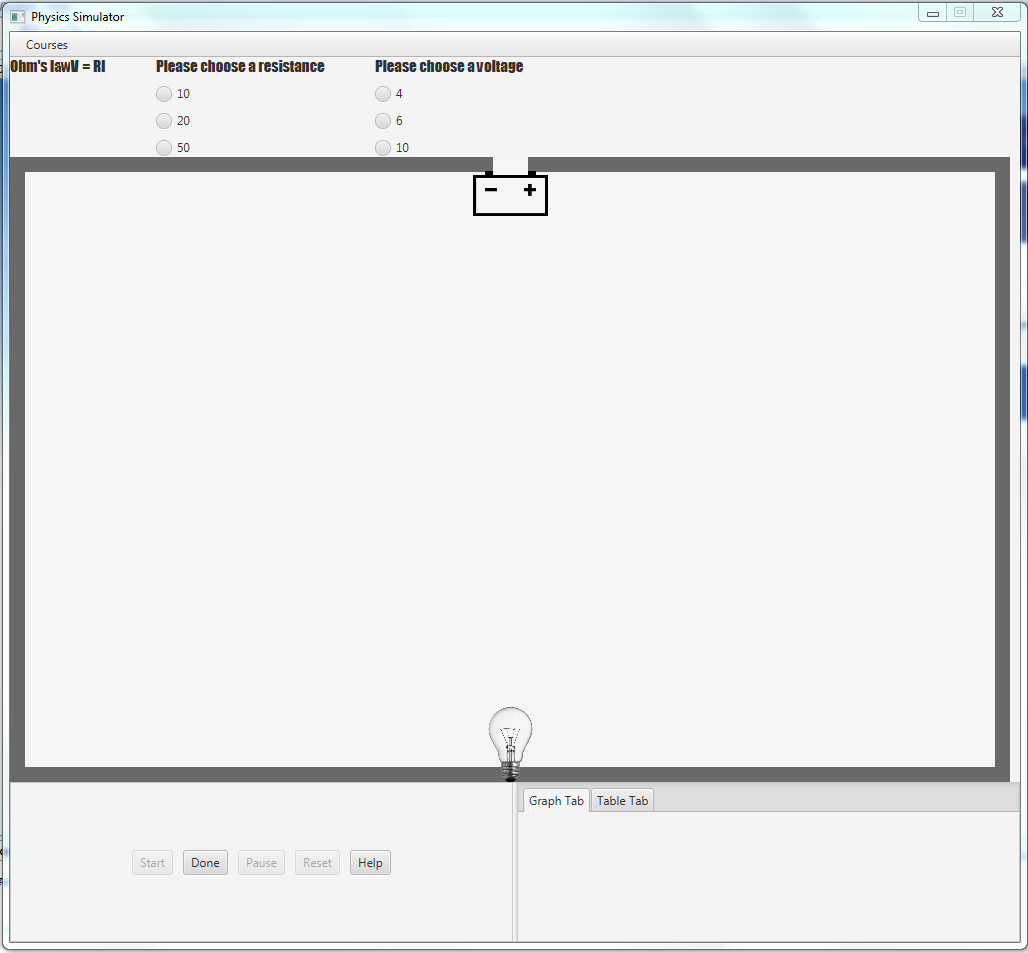 Physics Simulator
Courses
Ohm's lawV = RI Please choose a resistance Please choose a voltage
10 4
20 6
50 10
− +
Graph Tab Table Tab
Start Done Pause Reset Help